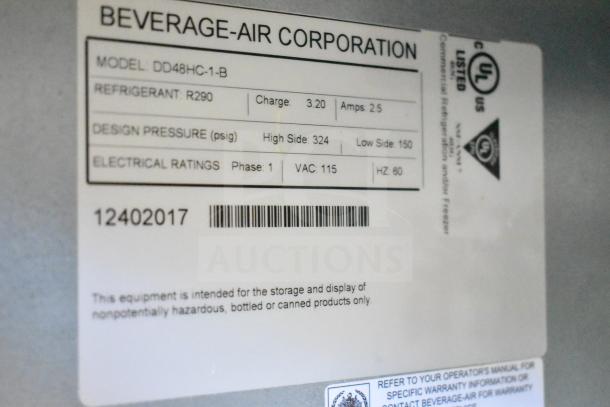 BEVERAGE-AIR CORPORATION
MODEL: DD48HC-1-B
REFRIGERANT: R290 Charge: 3.20 Amps: 2.5
DESIGN PRESSURE (psig) High Side: 324 Low Side: 150
ELECTRICAL RATINGS Phase: 1 VAC: 115 HZ: 60
12402017
This equipment is intended for the storage and display of
nonpotentially hazardous, bottled or canned products only.
C UL US
LISTED
Commercial Refrigerator and/or Freezer
UL
AUCTIONS
REFER TO YOUR OPERATOR'S MANUAL FOR
SPECIFIC WARRANTY INFORMATION OR
CONTACT BEVERAGE-AIR FOR WARRANTY